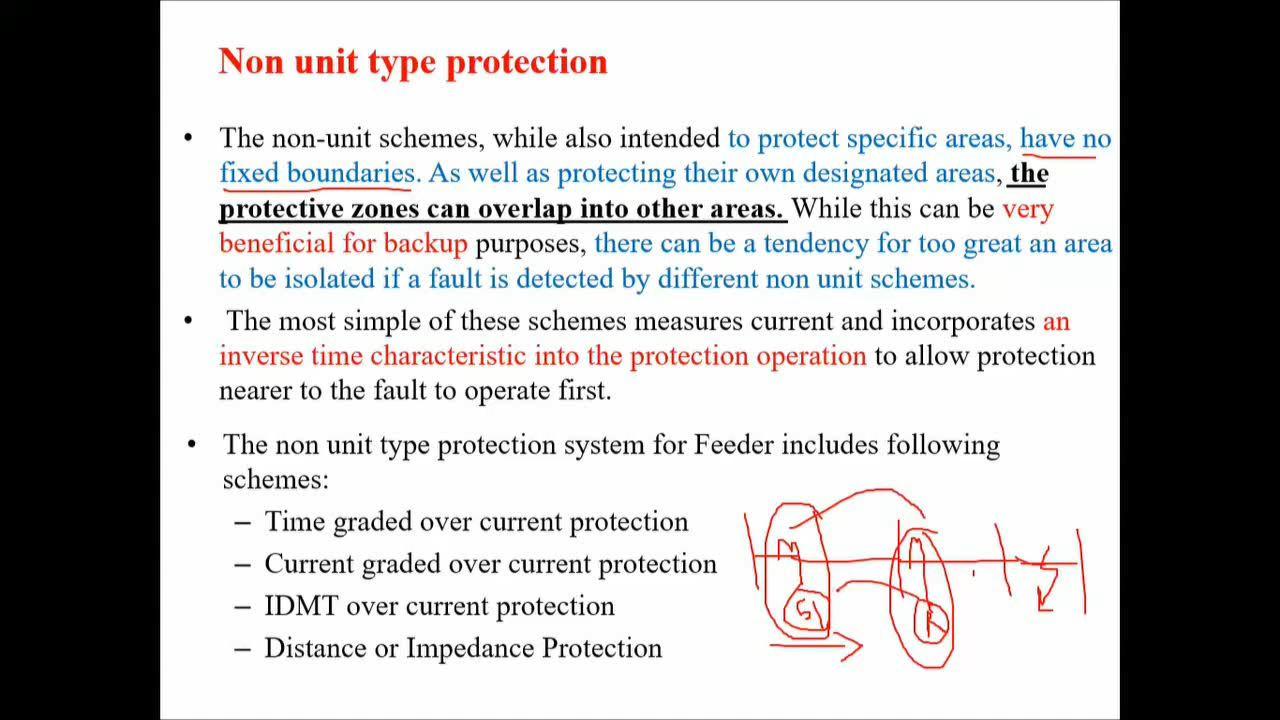 Non unit type protection
• The non-unit schemes, while also intended to protect specific areas, have no
fixed boundaries. As well as protecting their own designated areas, the
protective zones can overlap into other areas. While this can be very
beneficial for backup purposes, there can be a tendency for too great an area
to be isolated if a fault is detected by different non unit schemes.
• The most simple of these schemes measures current and incorporates an
inverse time characteristic into the protection operation to allow protection
nearer to the fault to operate first.
• The non unit type protection system for Feeder includes following
schemes:
– Time graded over current protection
– Current graded over current protection
– IDMT over current protection
– Distance or Impedance Protection